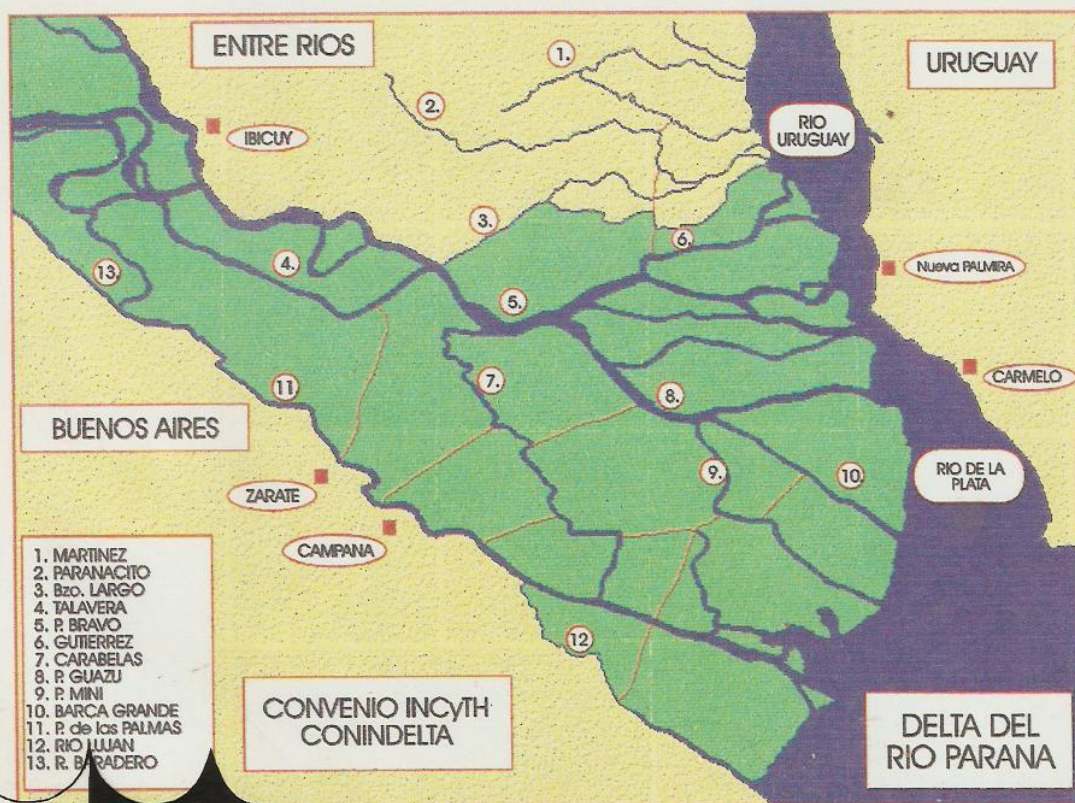 ENTRE RIOS
URUGUAY
1.
2.
IBICUY
RIO
URUGUAY
3.
6.
13.
4.
Nueva PALMIRA
5.
CARMELO
11
7.
8.
BUENOS AIRES
9.
10.
RIO DE LA
PLATA
ZARATE
CAMPANA
12
1. MARTINEZ
2. PARANACITO
3. Bzo. LARGO
4. TALAVERA
5. P. BRAVO
6. GUTIERREZ
7. CARABELAS
8. P. GUAZU
9. P. MINI
10. BARCA GRANDE
11. P. de las PALMAS
12. RIO LUJAN
13. R. BARADERO
CONVENIO INCyTH
CONINDELTA
DELTA DEL
RIO PARANA